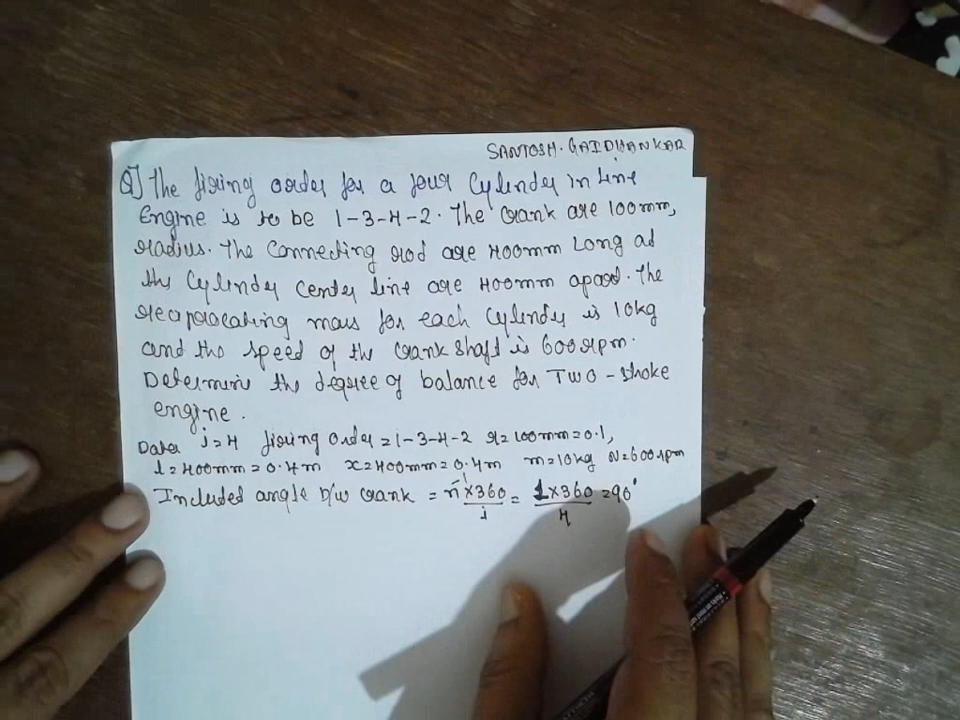 SANTOSH. GAIDHANKAR
Q] The firing order for a four Cylinder in Line
Engine is to be 1-3-4-2. The Crank are 100mm,
radius. The Connecting rod are 400mm Long ad
the Cylinder Center line are 400mm apart. The
reciprocating mass for each Cylinder is 10kg
and the speed of the Crank shaft is 600rpm.
Determine the degree of balance for Two-stroke
engine.
Data i=4 firing order=1-3-4-2 r=100mm=0.1,
l=400mm=0.4m x=400mm=0.4m m=10kg N=600rpm
Included angle b/w crank = n'×360/i = 1×360/4 =90°